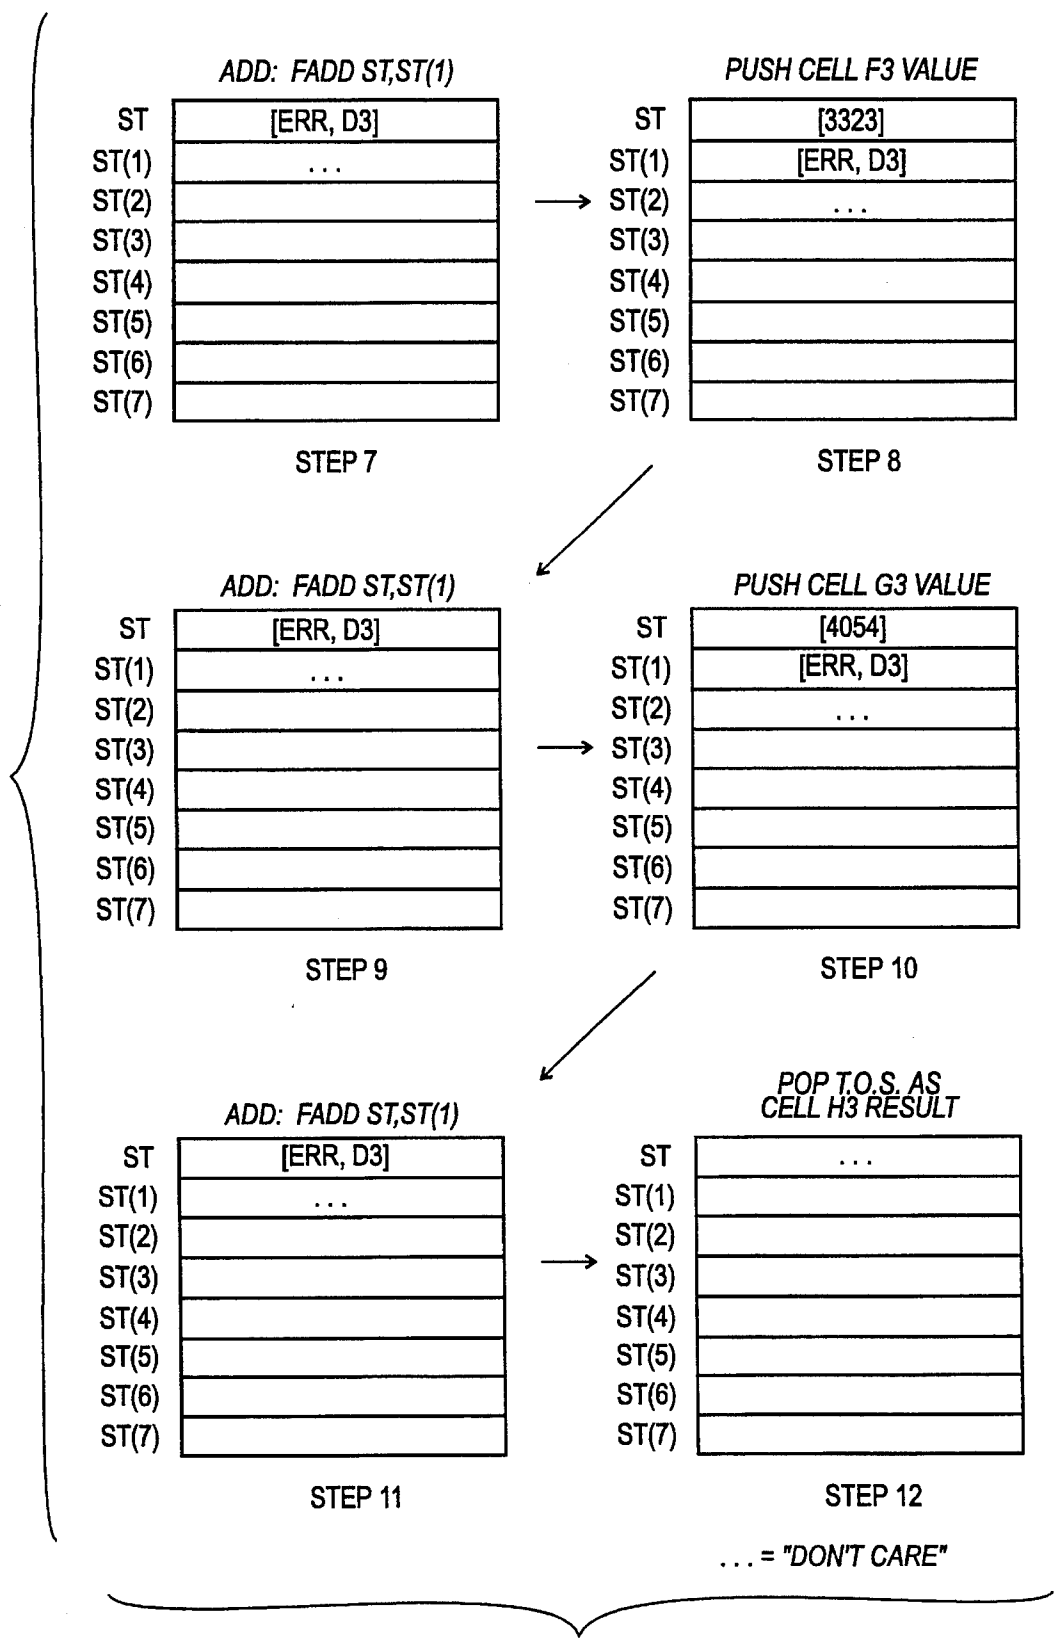 ADD: FADD ST,ST(1)
ST [ERR, D3]
ST(1) ...
ST(2)
ST(3)
ST(4)
ST(5)
ST(6)
ST(7)
STEP 7
PUSH CELL F3 VALUE
ST [3323]
ST(1) [ERR, D3]
ST(2) ...
ST(3)
ST(4)
ST(5)
ST(6)
ST(7)
STEP 8
ADD: FADD ST,ST(1)
ST [ERR, D3]
ST(1) ...
ST(2)
ST(3)
ST(4)
ST(5)
ST(6)
ST(7)
STEP 9
PUSH CELL G3 VALUE
ST [4054]
ST(1) [ERR, D3]
ST(2) ...
ST(3)
ST(4)
ST(5)
ST(6)
ST(7)
STEP 10
ADD: FADD ST,ST(1)
ST [ERR, D3]
ST(1) ...
ST(2)
ST(3)
ST(4)
ST(5)
ST(6)
ST(7)
STEP 11
POP T.O.S. AS
CELL H3 RESULT
ST ...
ST(1)
ST(2)
ST(3)
ST(4)
ST(5)
ST(6)
ST(7)
STEP 12
... = "DON'T CARE"